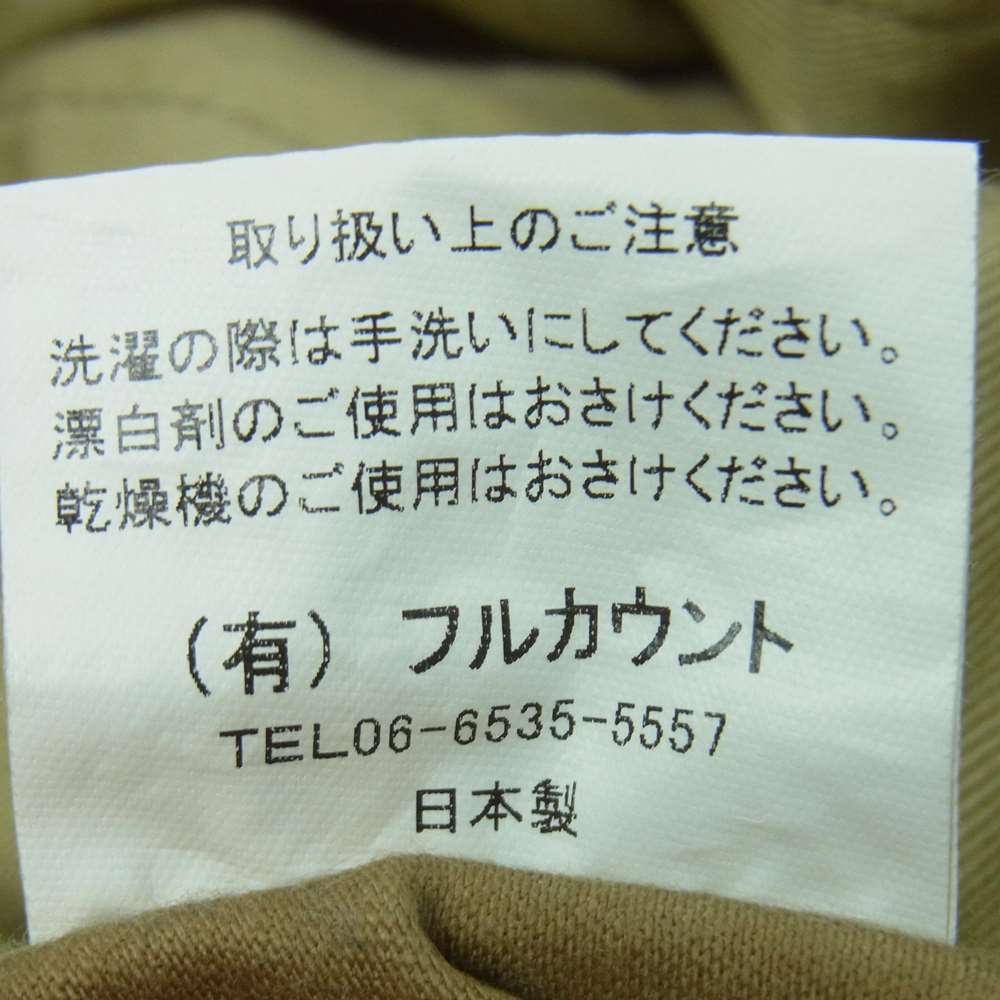 取り扱い上のご注意
洗濯の際は手洗いにしてください。
漂白剤のご使用はおさけください。
乾燥機のご使用はおさけください。
（有） フルカウント
TEL06-6535-5557
日本製